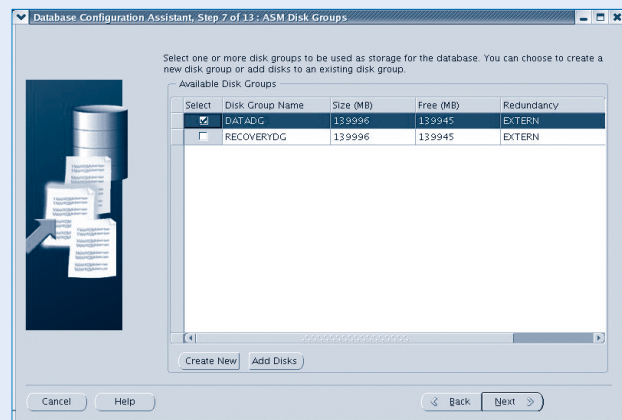 Database Configuration Assistant, Step 7 of 13 : ASM Disk Groups
Select one or more disk groups to be used as storage for the database. You can choose to create a
new disk group or add disks to an existing disk group.
Available Disk Groups
Select Disk Group Name Size (MB) Free (MB) Redundancy
DATADG 139996 139945 EXTERN
RECOVERYDG 139996 139945 EXTERN
Create New Add Disks
Cancel Help Back Next